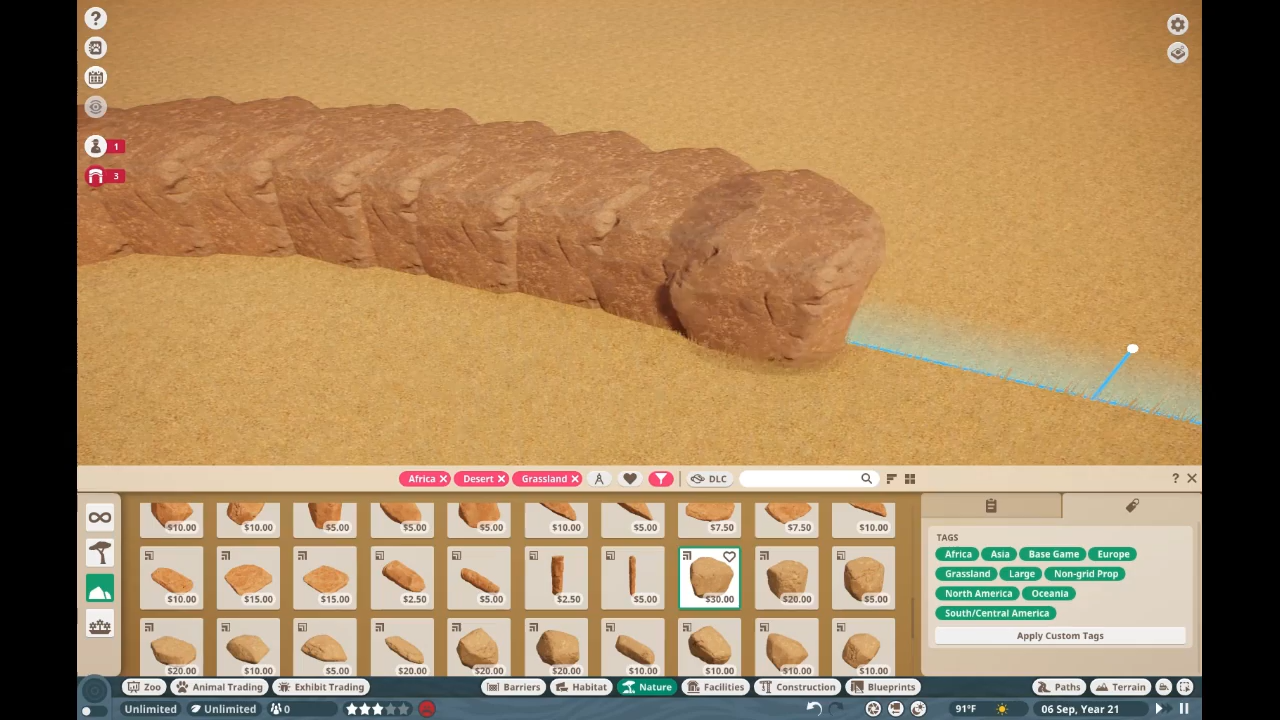 ?
1
3
Africa ✕ Desert ✕ Grassland ✕ DLC ? ✕
$10.00 $10.00 $5.00 $5.00 $5.00 $10.00 $5.00 $7.50 $7.50 $10.00
$10.00 $15.00 $15.00 $2.50 $5.00 $2.50 $5.00 $30.00 $20.00 $5.00
$20.00 $10.00 $5.00 $20.00 $20.00 $20.00 $10.00 $10.00 $10.00 $10.00
TAGS
Africa Asia Base Game Europe
Grassland Large Non-grid Prop
North America Oceania
South/Central America
Apply Custom Tags
Zoo Animal Trading Exhibit Trading Barriers Habitat Nature Facilities Construction Blueprints Paths Terrain
Unlimited Unlimited 0 91°F 06 Sep, Year 21